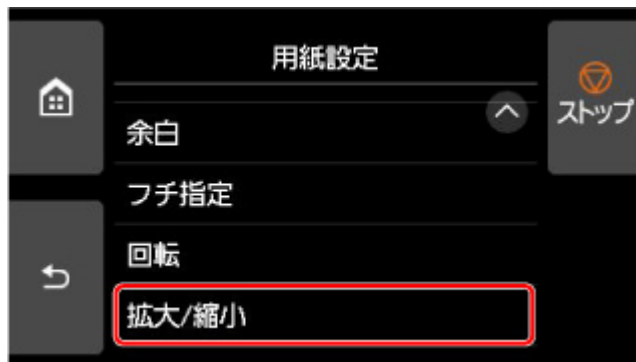 用紙設定
ストップ
余白
フチ指定
回転
拡大/縮小